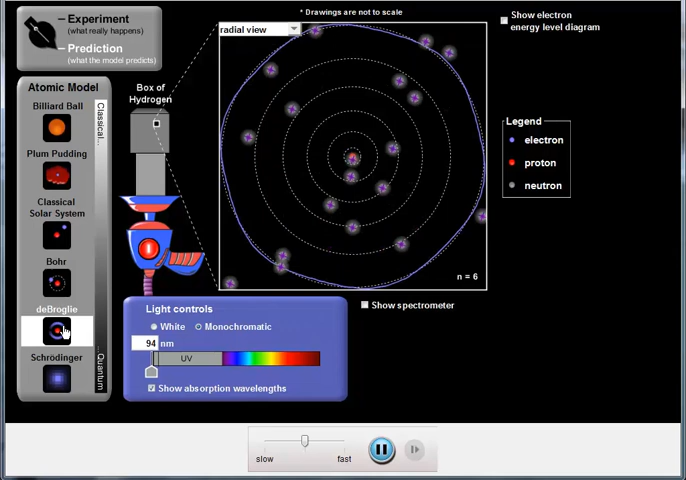 Experiment
(what really happens)
Prediction
(what the model predicts)
* Drawings are not to scale
radial view
Show electron
energy level diagram
Atomic Model
Billiard Ball
Plum Pudding
Classical
Solar System
Bohr
deBroglie
Schrödinger
Classical...
...Quantum
Box of
Hydrogen
Legend
electron
proton
neutron
n = 6
Light controls
White
Monochromatic
94 nm
UV
Show absorption wavelengths
Show spectrometer
slow
fast